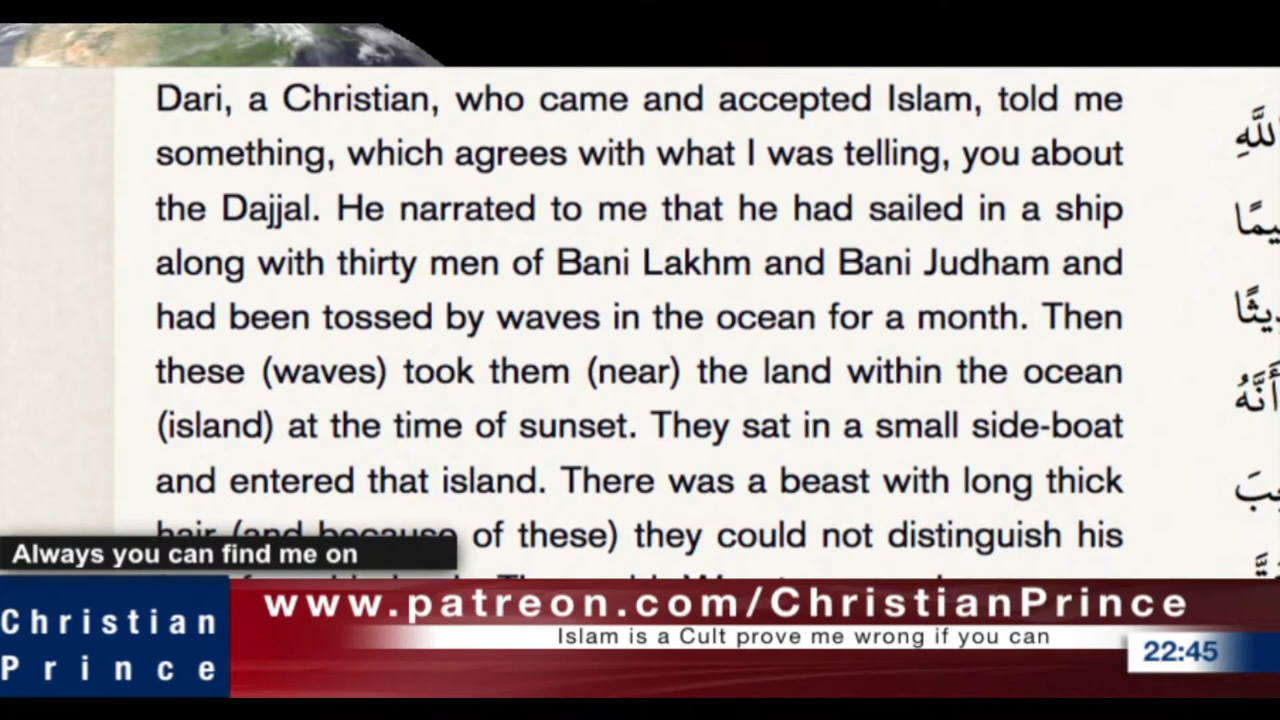 Dari, a Christian, who came and accepted Islam, told me
something, which agrees with what I was telling, you about
the Dajjal. He narrated to me that he had sailed in a ship
along with thirty men of Bani Lakhm and Bani Judham and
had been tossed by waves in the ocean for a month. Then
these (waves) took them (near) the land within the ocean
(island) at the time of sunset. They sat in a small side-boat
and entered that island. There was a beast with long thick
hair (and because of these) they could not distinguish his
Always you can find me on
Christian
Prince
www.patreon.com/ChristianPrince
Islam is a Cult prove me wrong if you can
22:45